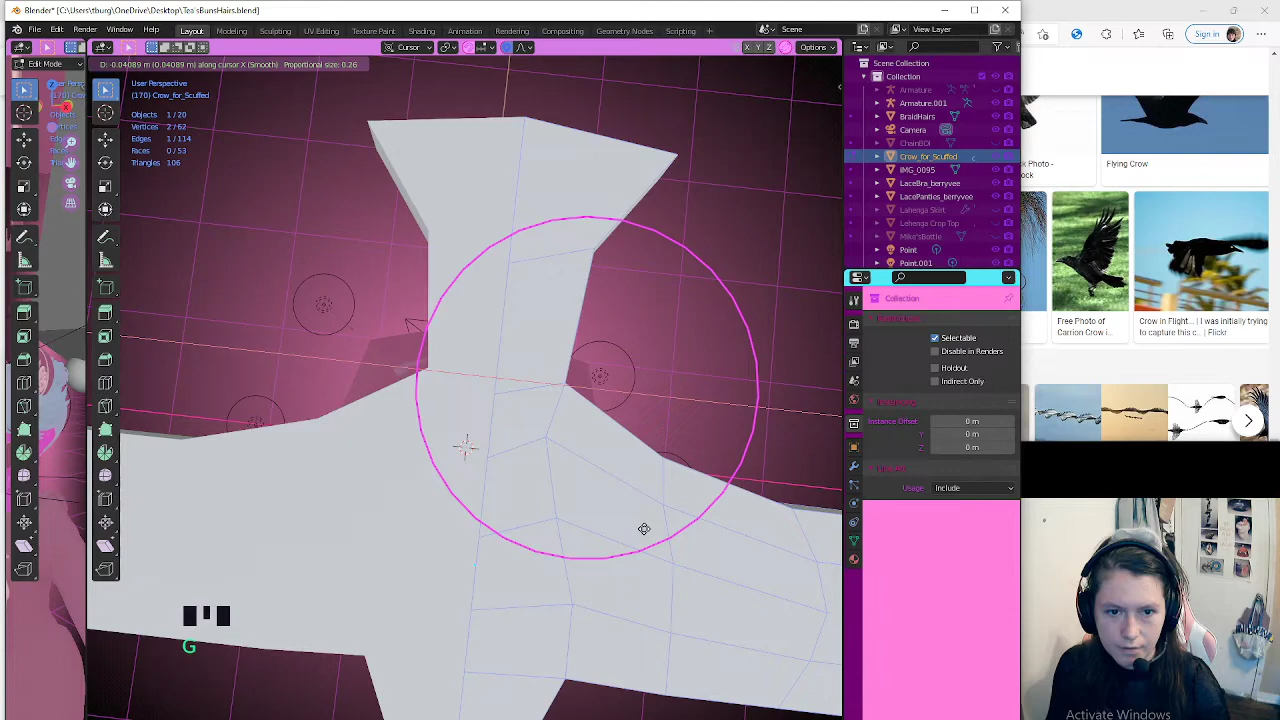 Blender* [C:\Users\tburg\OneDrive\Desktop\Tea'sBunsHairs.blend]
File Edit Render Window Help Layout Modeling Sculpting UV Editing Texture Paint Shading Animation Rendering Compositing Geometry Nodes Scripting Scene View Layer
Sign in
Edit Mode Cursor X Y Z Options
D: -0.04089 m (0.04089 m) along cursor X (Smooth) Proportional size: 0.26
User Perspective
(170) Crow_for_Scuffed
Objects 1/20
Vertices 2/62
Edges 1/114
Faces 0/53
Triangles 106
G
Scene Collection
Collection
Armature
Armature.001
BraidHairs
Camera
ChainBOI
Crow_for_Scuffed
IMG_0095
LaceBra_berryvee
LacePanties_berryvee
Lahenga Skirt
Lehenga Crop Top
Mike'sBottle
Point
Point.001
Collection
Selectable
Disable in Renders
Holdout
Indirect Only
Instance Offset: 0 m
Y 0 m
Z 0 m
Usage Include
Flying Crow
Free Photo of
Carrion Crow i...
Crow in Flight... | I was initially trying
to capture t... | Flickr
Activate Windows